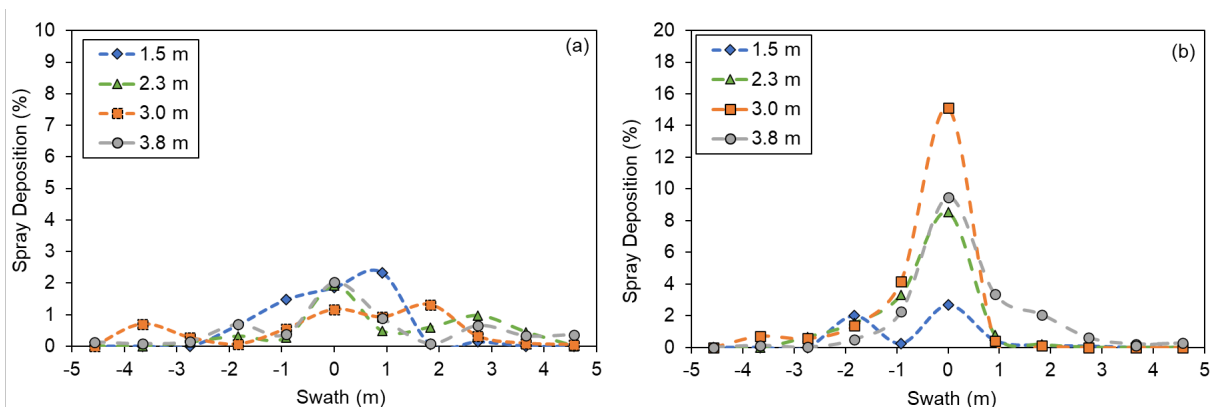 (a)
1.5 m
2.3 m
3.0 m
3.8 m
Spray Deposition (%)
10
9
8
7
6
5
4
3
2
1
0
-5 -4 -3 -2 -1 0 1 2 3 4 5
Swath (m)
(b)
1.5 m
2.3 m
3.0 m
3.8 m
Spray Deposition (%)
20
18
16
14
12
10
8
6
4
2
0
-5 -4 -3 -2 -1 0 1 2 3 4 5
Swath (m)